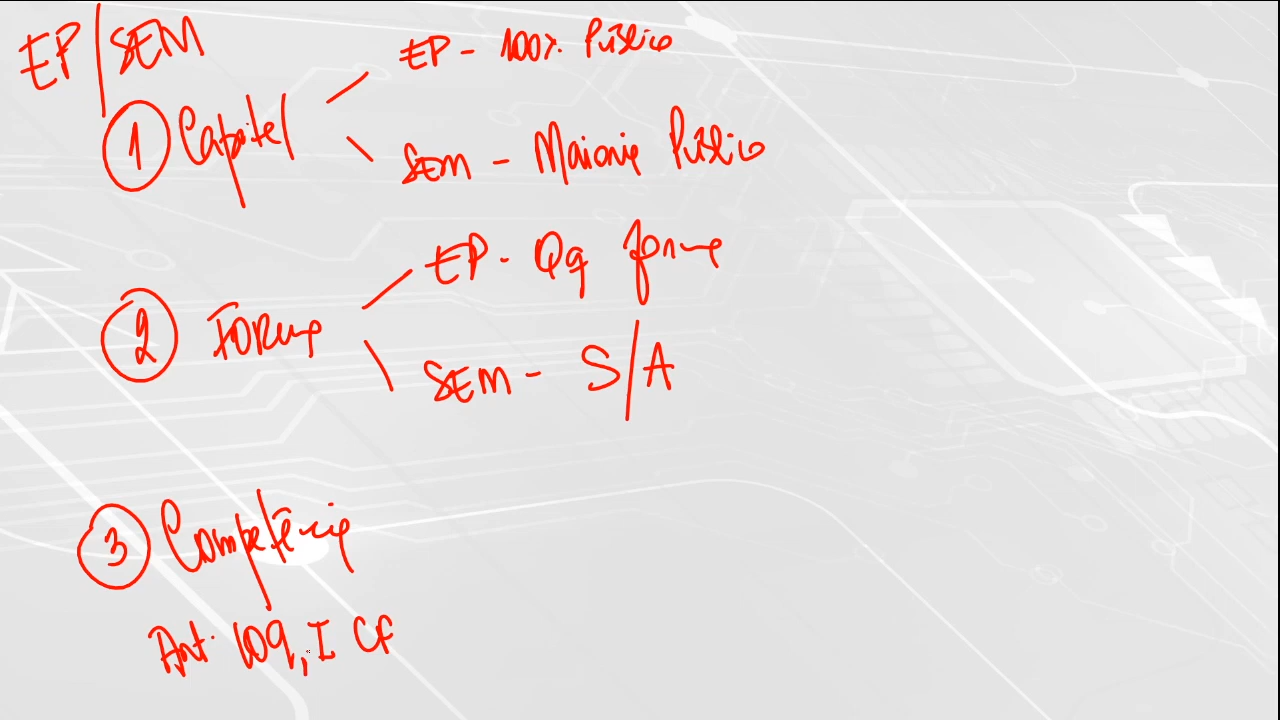 EP/SEM
① Capital
EP - 100% Público
SEM - Maioria Público
② FORMA
EP - Qq forma
SEM - S/A
③ Competência
Art. 109, I CF